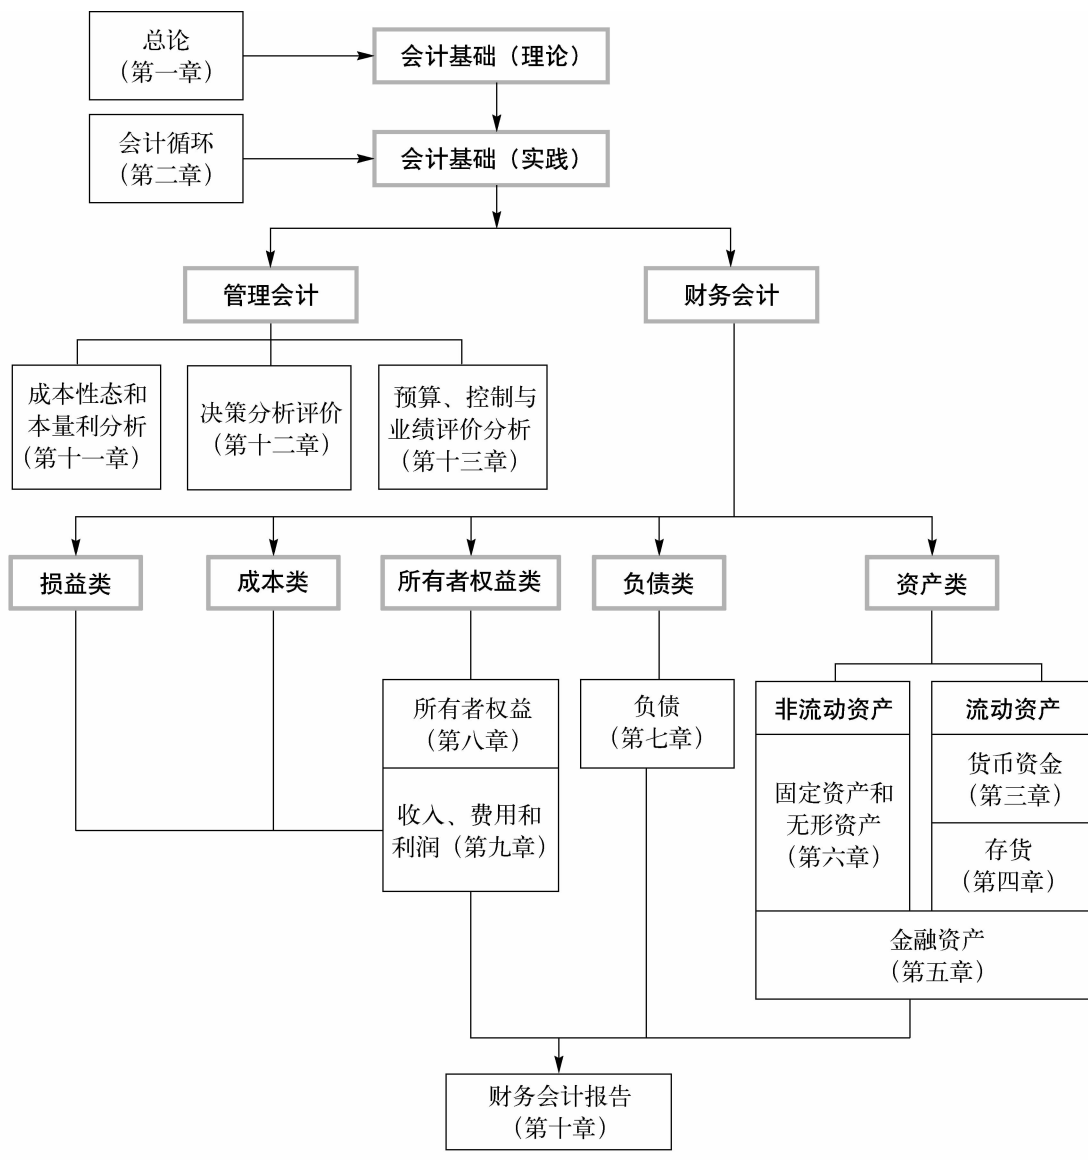 总论
（第一章）
会计基础（理论）
会计循环
（第二章）
会计基础（实践）
管理会计
财务会计
成本性态和
本量利分析
（第十一章）
决策分析评价
（第十二章）
预算、控制与
业绩评价分析
（第十三章）
损益类
成本类
所有者权益类
负债类
资产类
所有者权益
（第八章）
收入、费用和
利润（第九章）
负债
（第七章）
非流动资产
固定资产和
无形资产
（第六章）
流动资产
货币资金
（第三章）
存货
（第四章）
金融资产
（第五章）
财务会计报告
（第十章）